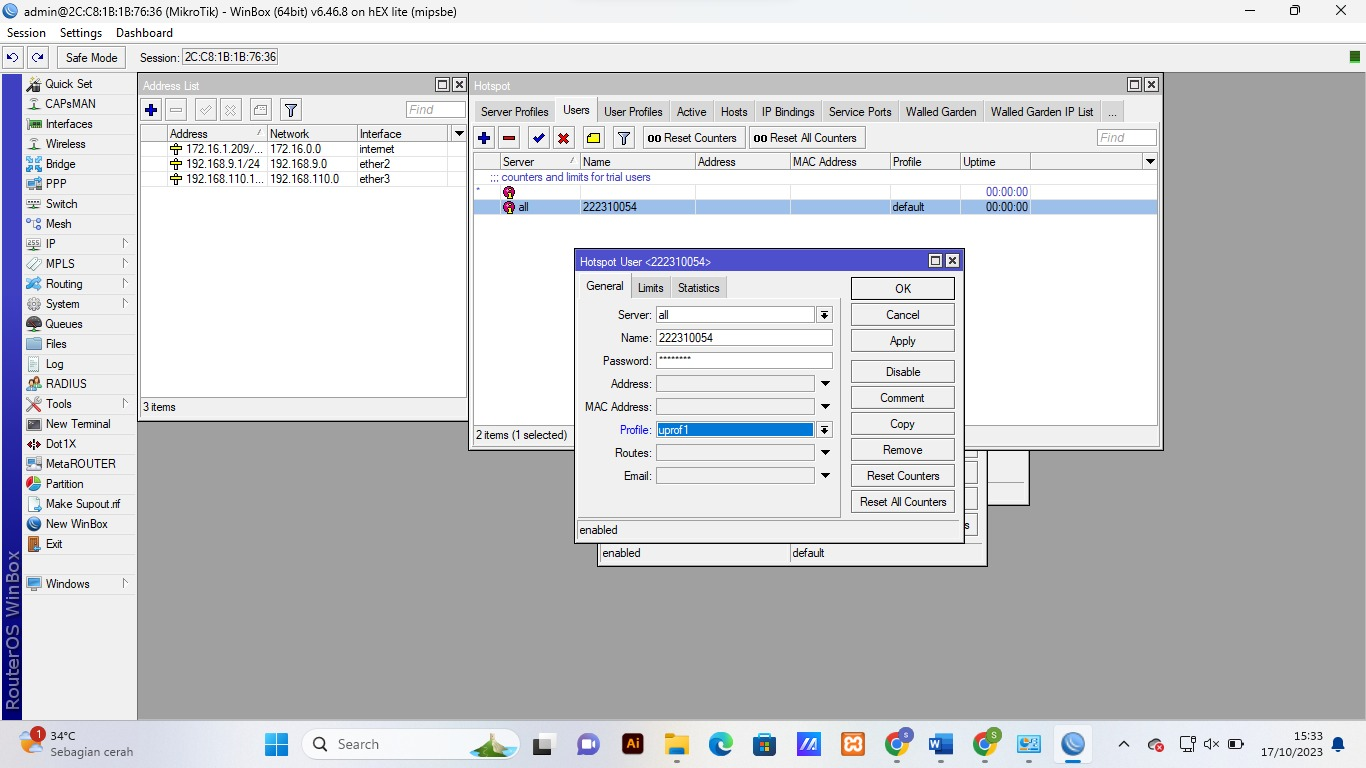 admin@2C:C8:1B:1B:76:36 (MikroTik) - WinBox (64bit) v6.46.8 on hEX lite (mipsbe)
Session Settings Dashboard
Safe Mode Session: 2C:C8:1B:1B:76:36
RouterOS WinBox
Quick Set
CAPsMAN
Interfaces
Wireless
Bridge
PPP
Switch
Mesh
IP
MPLS
Routing
System
Queues
Files
Log
RADIUS
Tools
New Terminal
Dot1X
MetaROUTER
Partition
Make Supout.rif
New WinBox
Exit
Windows
Address List
Find
Address Network Interface
172.16.1.209/... 172.16.0.0 internet
192.168.9.1/24 192.168.9.0 ether2
192.168.110.1... 192.168.110.0 ether3
3 items
Hotspot
Server Profiles Users User Profiles Active Hosts IP Bindings Service Ports Walled Garden Walled Garden IP List ...
00 Reset Counters 00 Reset All Counters Find
Server Name Address MAC Address Profile Uptime
;;; counters and limits for trial users
* 00:00:00
all 222310054 default 00:00:00
2 items (1 selected)
Hotspot User <222310054>
General Limits Statistics
Server: all
Name: 222310054
Password: ********
Address:
MAC Address:
Profile: uprof1
Routes:
Email:
OK
Cancel
Apply
Disable
Comment
Copy
Remove
Reset Counters
Reset All Counters
enabled
s
enabled default
1
34°C
Sebagian cerah
Search
Ai
S
W
S
15:33
17/10/2023